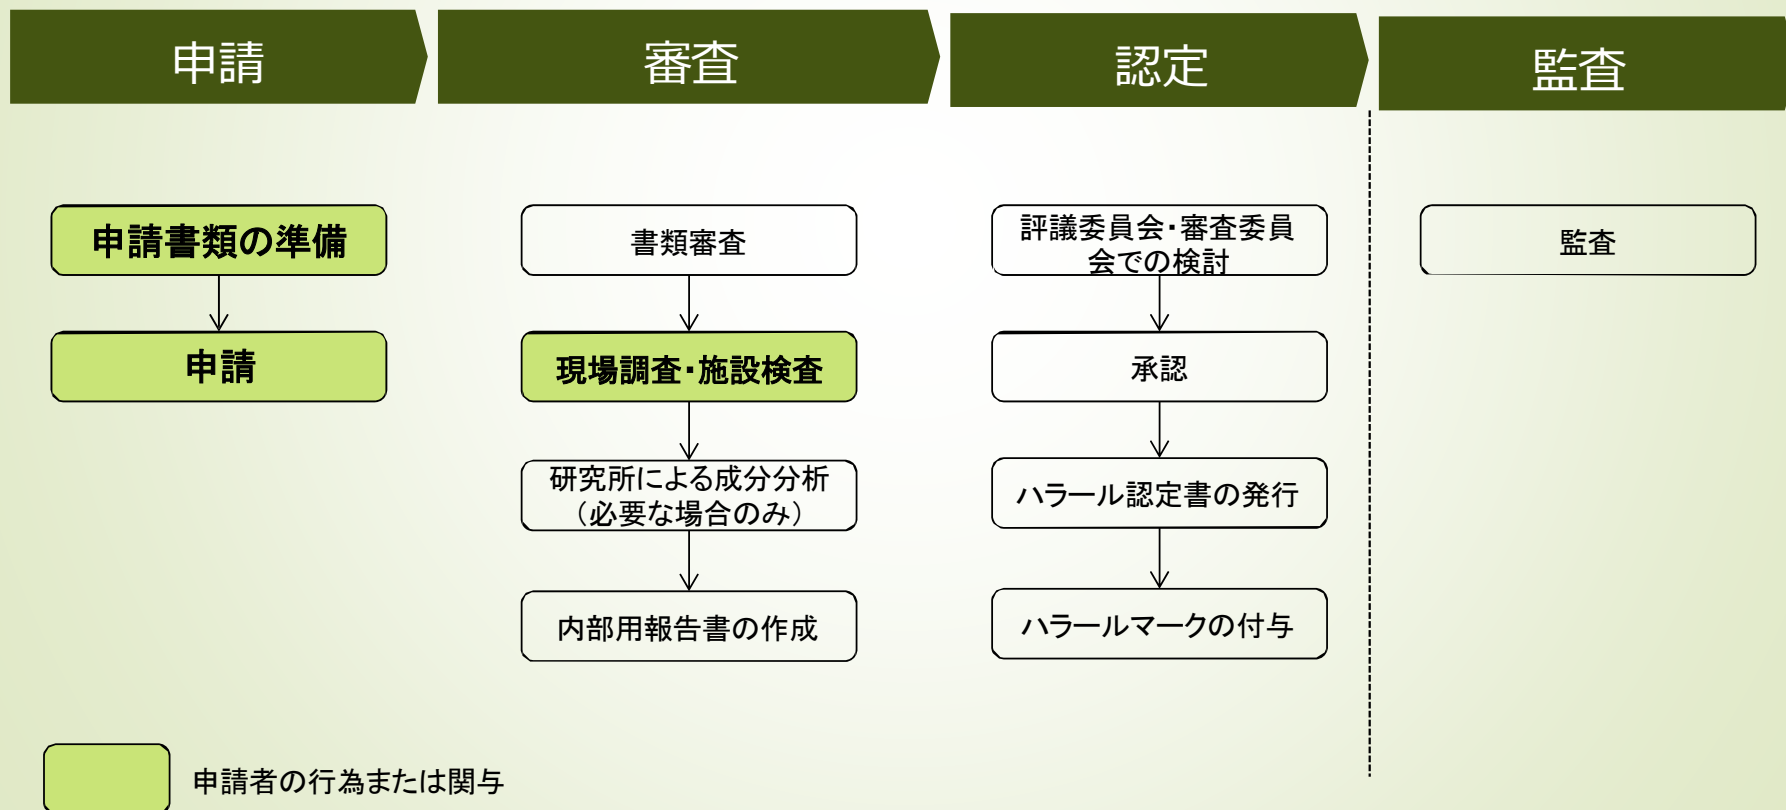 申請
審査
認定
監査
申請書類の準備
申請
書類審査
現場調査・施設検査
研究所による成分分析
（必要な場合のみ）
内部用報告書の作成
評議委員会・審査委員
会での検討
承認
ハラール認定書の発行
ハラールマークの付与
監査
申請者の行為または関与